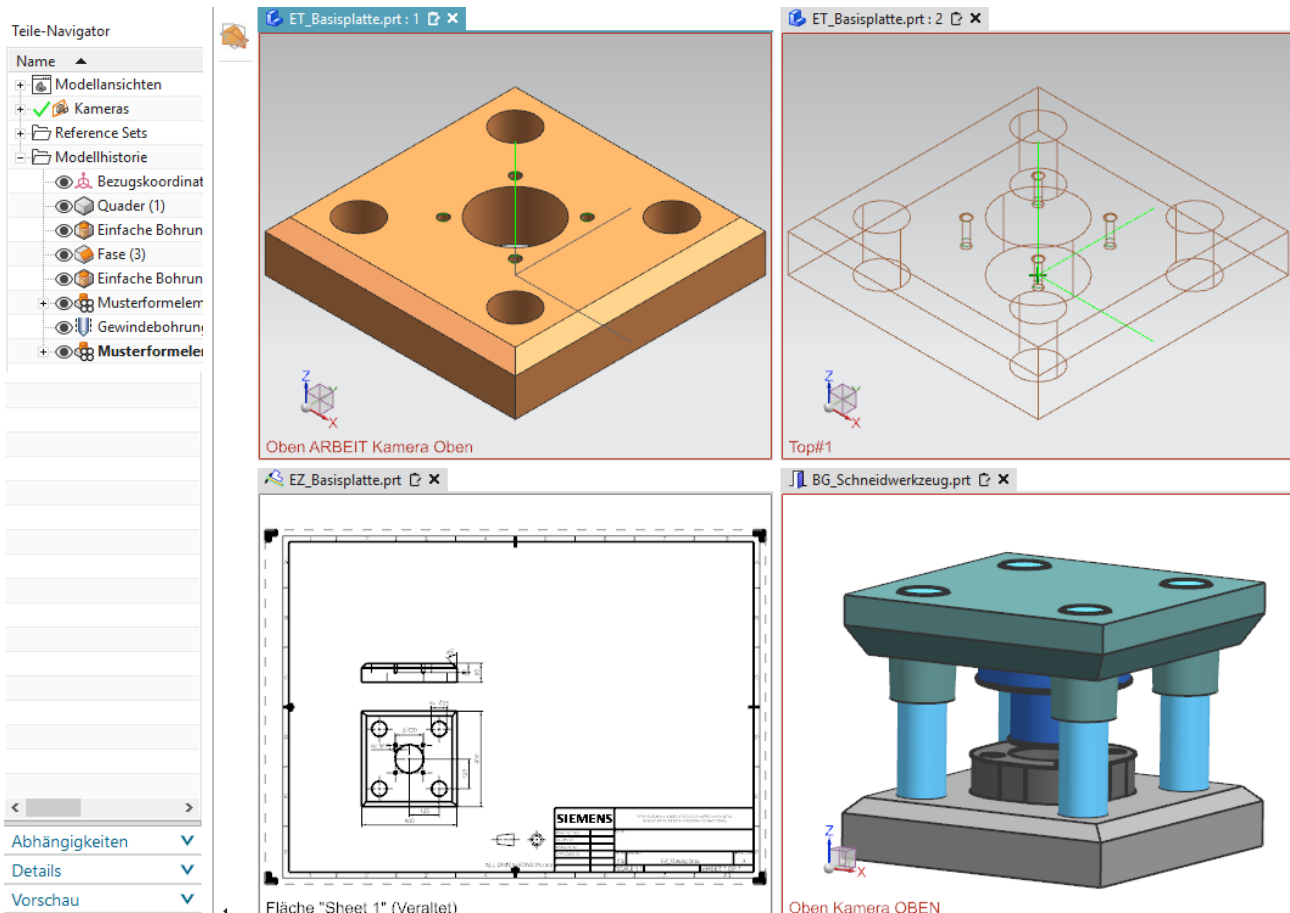 Teile-Navigator
Name
Modellansichten
Kameras
Reference Sets
Modellhistorie
Bezugskoordinat
Quader (1)
Einfache Bohrun
Fase (3)
Einfache Bohrun
Musterformelem
Gewindebohrung
Musterformele
Abhängigkeiten
Details
Vorschau
ET_Basisplatte.prt : 1
Z
X
Oben ARBEIT Kamera Oben
ET_Basisplatte.prt : 2
Z
X
Top#1
EZ_Basisplatte.prt
SIEMENS
Fläche "Sheet 1" (Veraltet)
BG_Schneidwerkzeug.prt
Z
X
Oben Kamera OBEN